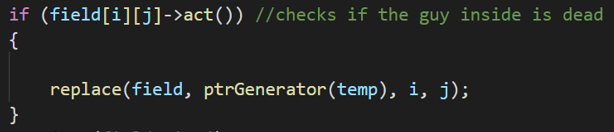 if (field[i][j]->act()) //checks if the guy inside is dead
{
replace(field, ptrGenerator(temp), i, j);
}